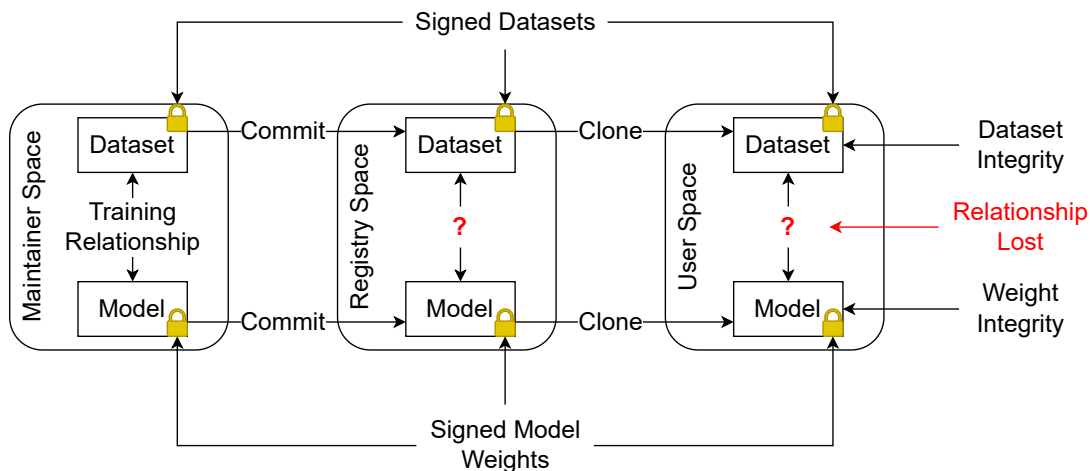 Signed Datasets
Maintainer Space
Dataset
Commit
Registry Space
Dataset
Clone
User Space
Dataset
Dataset
Integrity
Training
Relationship
?
?
Relationship
Lost
Model
Commit
Model
Clone
Model
Weight
Integrity
Signed Model
Weights